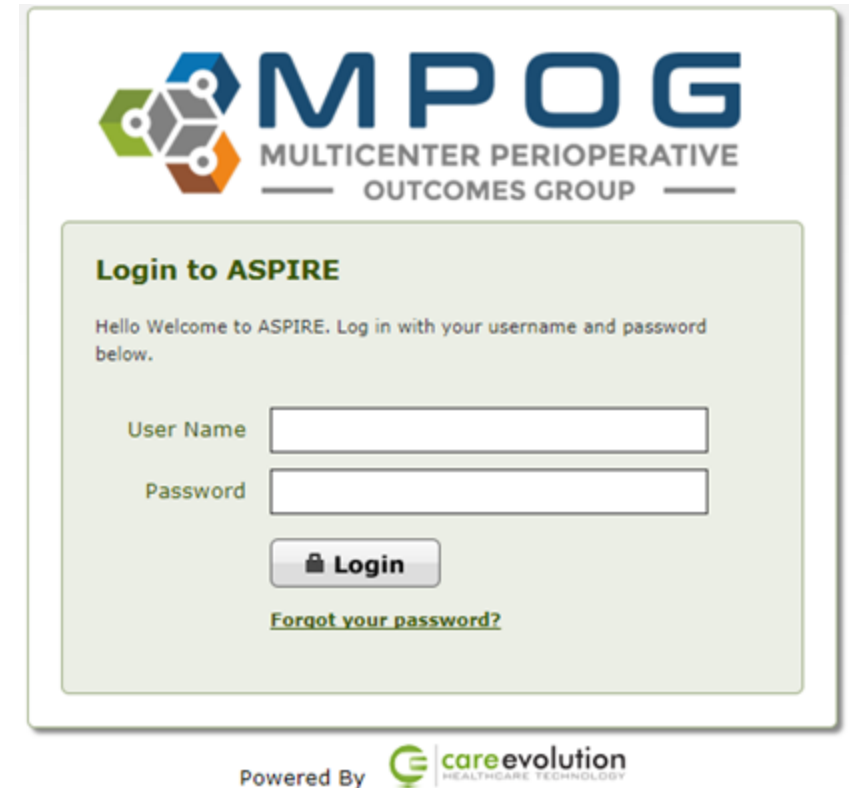 MPOG
MULTICENTER PERIOPERATIVE
OUTCOMES GROUP
Login to ASPIRE
Hello Welcome to ASPIRE. Log in with your username and password
below.
User Name
Password
Login
Forgot your password?
Powered By careevolution
HEALTHCARE TECHNOLOGY